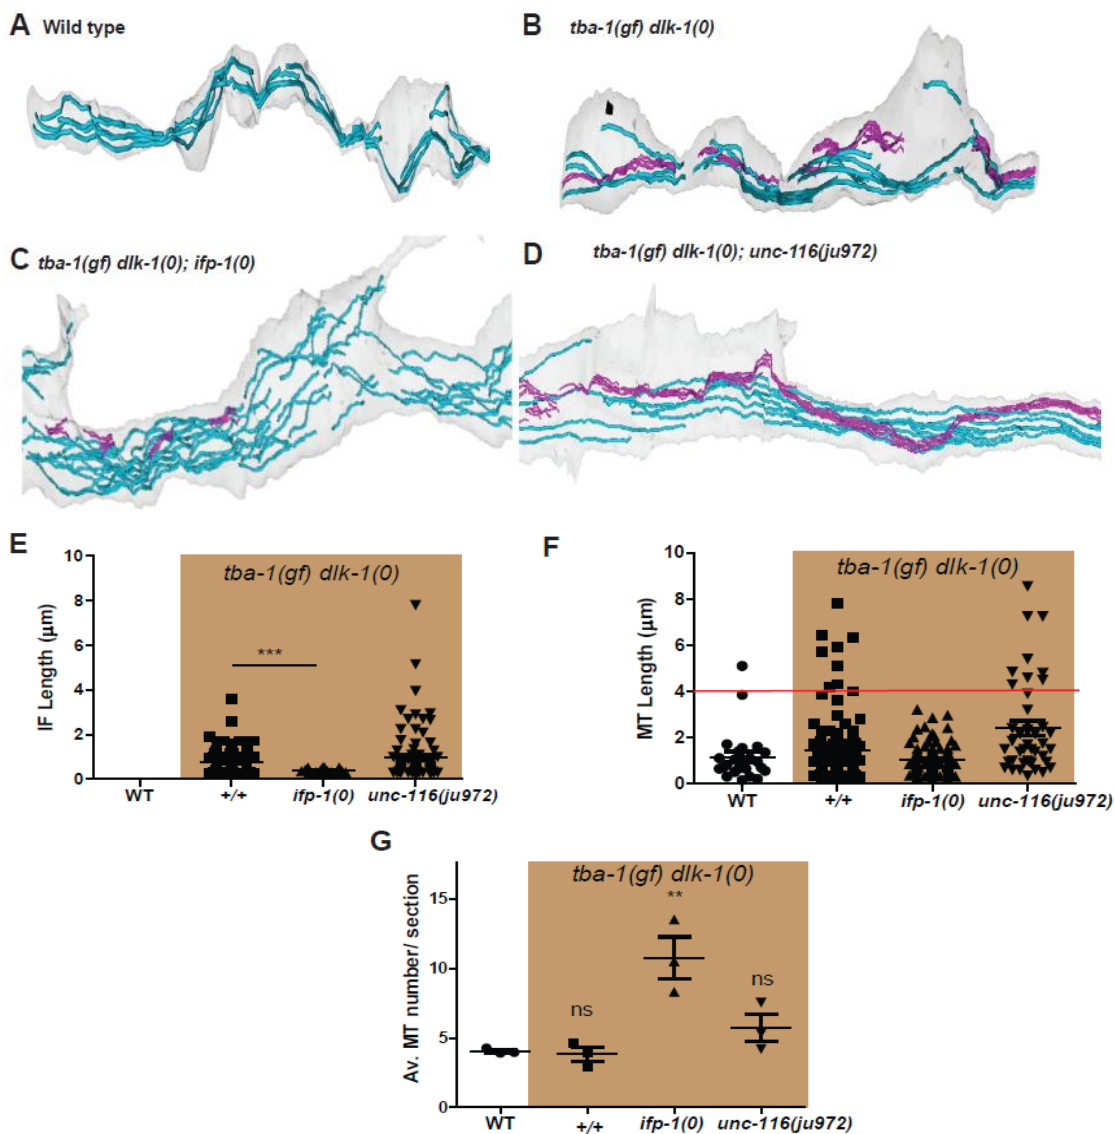 A Wild type
B tba-1(gf) dlk-1(0)
C tba-1(gf) dlk-1(0); ifp-1(0)
D tba-1(gf) dlk-1(0); unc-116(ju972)
E
10
8
6
4
2
0
IF Length (μm)
tba-1(gf) dlk-1(0)
***
WT
+/+
ifp-1(0)
unc-116(ju972)
F
10
8
6
4
2
0
MT Length (μm)
tba-1(gf) dlk-1(0)
WT
+/+
ifp-1(0)
unc-116(ju972)
G
15
10
5
0
Av. MT number/ section
tba-1(gf) dlk-1(0)
**
ns
ns
WT
+/+
ifp-1(0)
unc-116(ju972)